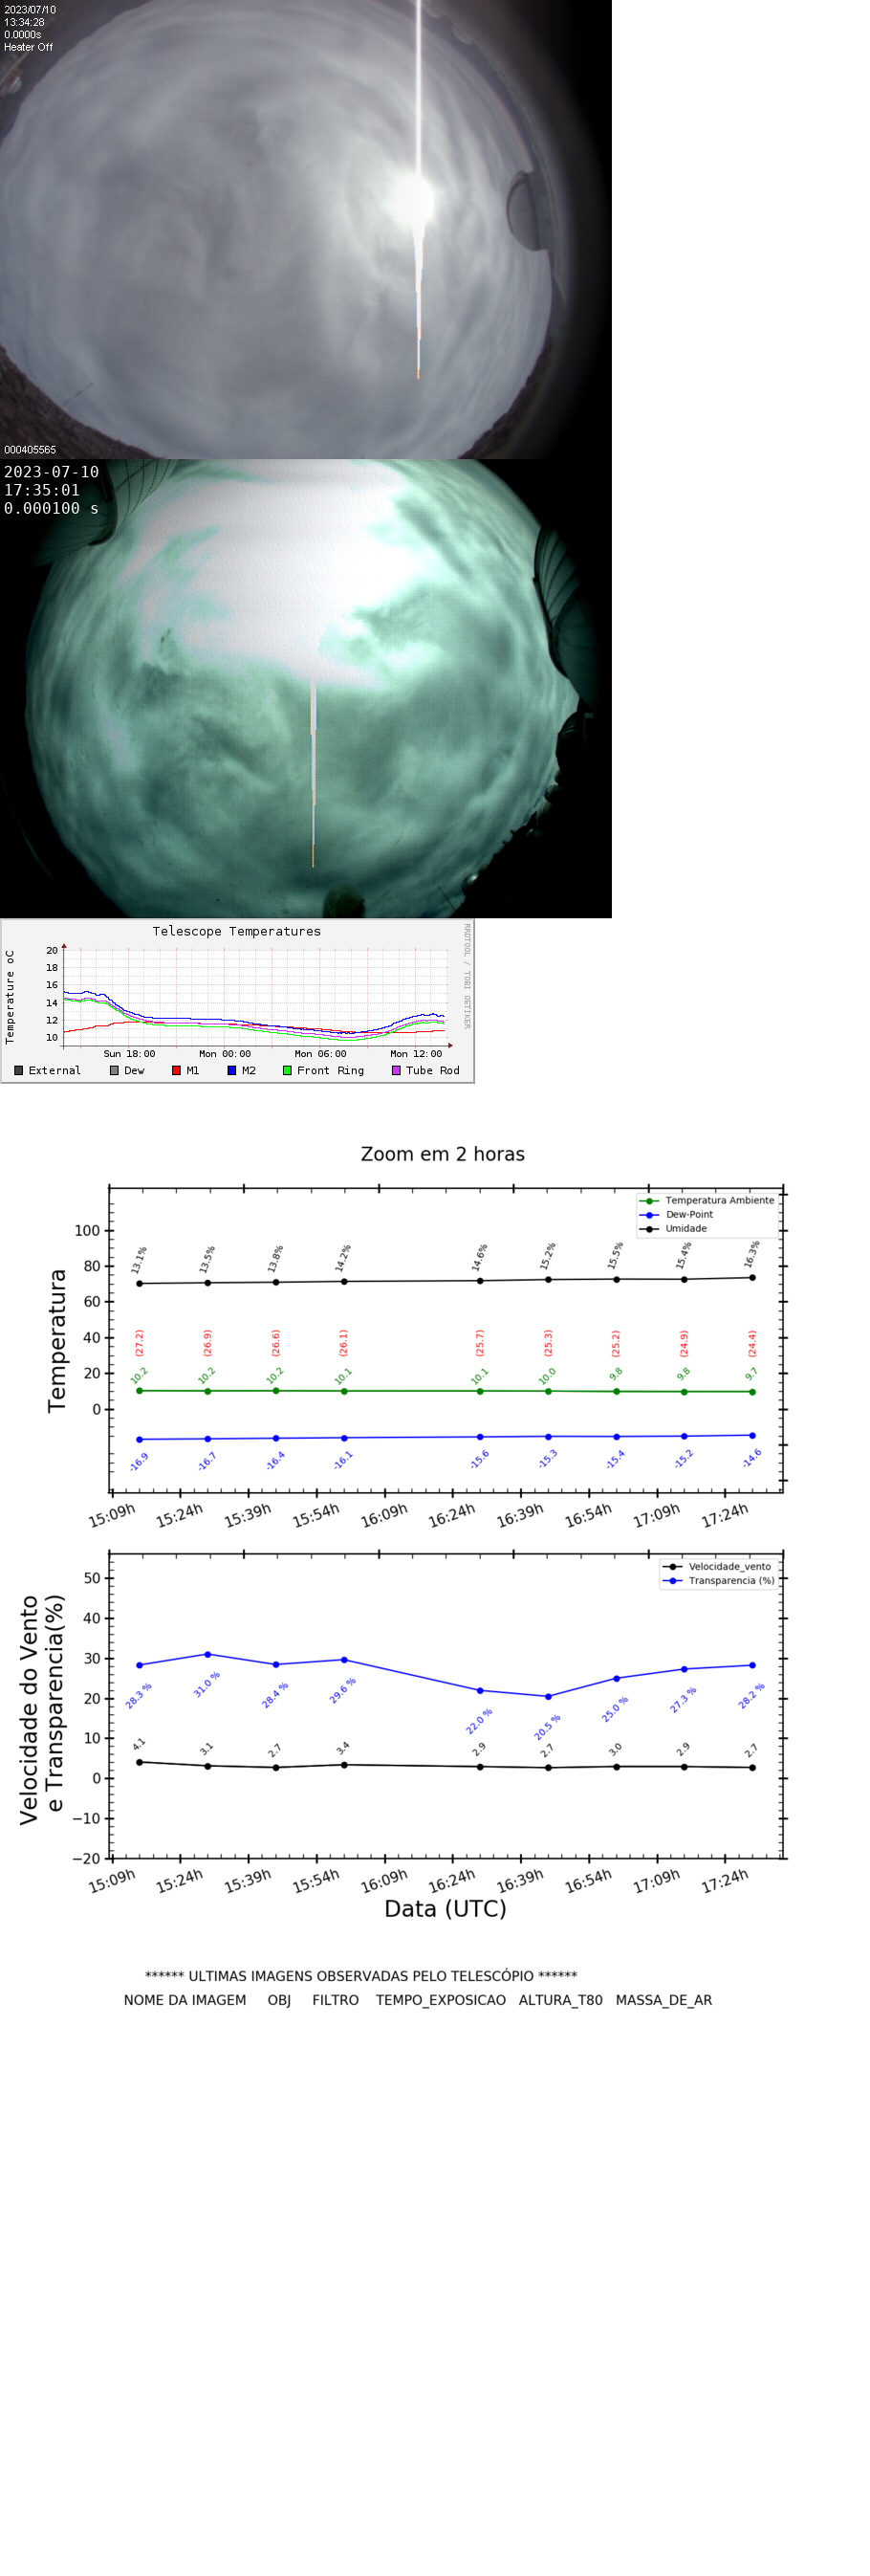 2023/07/10
13:34:28
0.0000s
Heater Off
000405565
2023-07-10
17:35:01
0.000100 s
Telescope Temperatures
RRDTOOL / TOBI OETIKER
Temperature oC
20
18
16
14
12
10
Sun 18:00 Mon 00:00 Mon 06:00 Mon 12:00
External Dew M1 M2 Front Ring Tube Rod
Zoom em 2 horas
Temperatura
Temperatura Ambiente
Dew-Point
Umidade
100
80
60
40
20
0
13.1% 13.5% 13.8% 14.2% 14.6% 15.2% 15.5% 15.4% 16.3%
(27.2) (26.9) (26.6) (26.1) (25.7) (25.3) (25.2) (24.9) (24.4)
10.2 10.2 10.2 10.1 10.1 10.0 9.8 9.8 9.7
-16.9 -16.7 -16.4 -16.1 -15.6 -15.3 -15.4 -15.2 -14.6
15:09h 15:24h 15:39h 15:54h 16:09h 16:24h 16:39h 16:54h 17:09h 17:24h
Velocidade do Vento
e Transparencia(%)
Velocidade_vento
Transparencia (%)
50
40
30
20
10
0
−10
−20
28.3 % 31.0 % 28.4 % 29.6 % 22.0 % 20.5 % 25.0 % 27.3 % 28.2 %
4.1 3.1 2.7 3.4 2.9 2.7 3.0 2.9 2.7
15:09h 15:24h 15:39h 15:54h 16:09h 16:24h 16:39h 16:54h 17:09h 17:24h
Data (UTC)
****** ULTIMAS IMAGENS OBSERVADAS PELO TELESCÓPIO ******
NOME DA IMAGEM OBJ FILTRO TEMPO_EXPOSICAO ALTURA_T80 MASSA_DE_AR